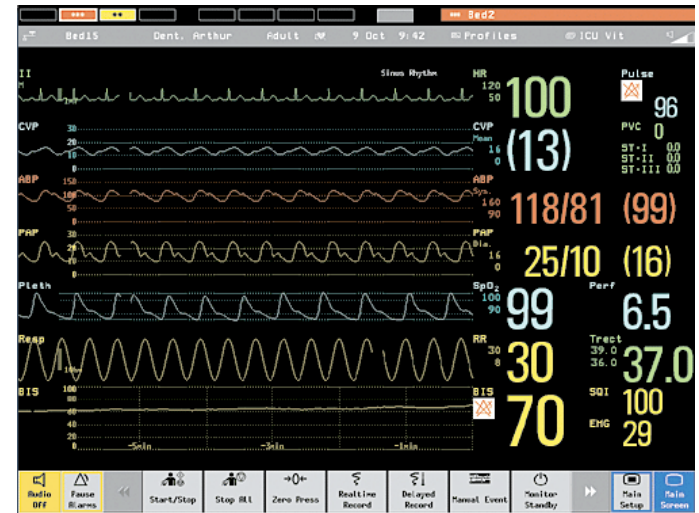 *** ** *** Bed2
Bed15 Dent. Arthur Adult 9 Oct 9:42 Profiles ICU Vit
II Sinus Rhythm HR Pulse
M 1mV 120 50 100 96
CVP 30 20 10 0 CVP Mean 16 0 (13) PVC 0
ST-I 0.0
ST-II 0.0
ST-III 0.0
ABP 150 100 50 0 ABP Sys. 160 90 118/81 (99)
PAP 30 20 10 0 PAP Dia. 16 0 25/10 (16)
Pleth SpO2 100 90 99 Perf 6.5
Resp RR 30 8 30 Trect 39.0 36.0 37.0
BIS 100 80 60 40 20 0 BIS 70 SQI 100
EMG 29
-5min -3min -1min
Audio Off
Pause Alarms
Start/Stop
Stop All
→0← Zero Press
Realtime Record
Delayed Record
Manual Event
Monitor Standby
Main Setup
Main Screen